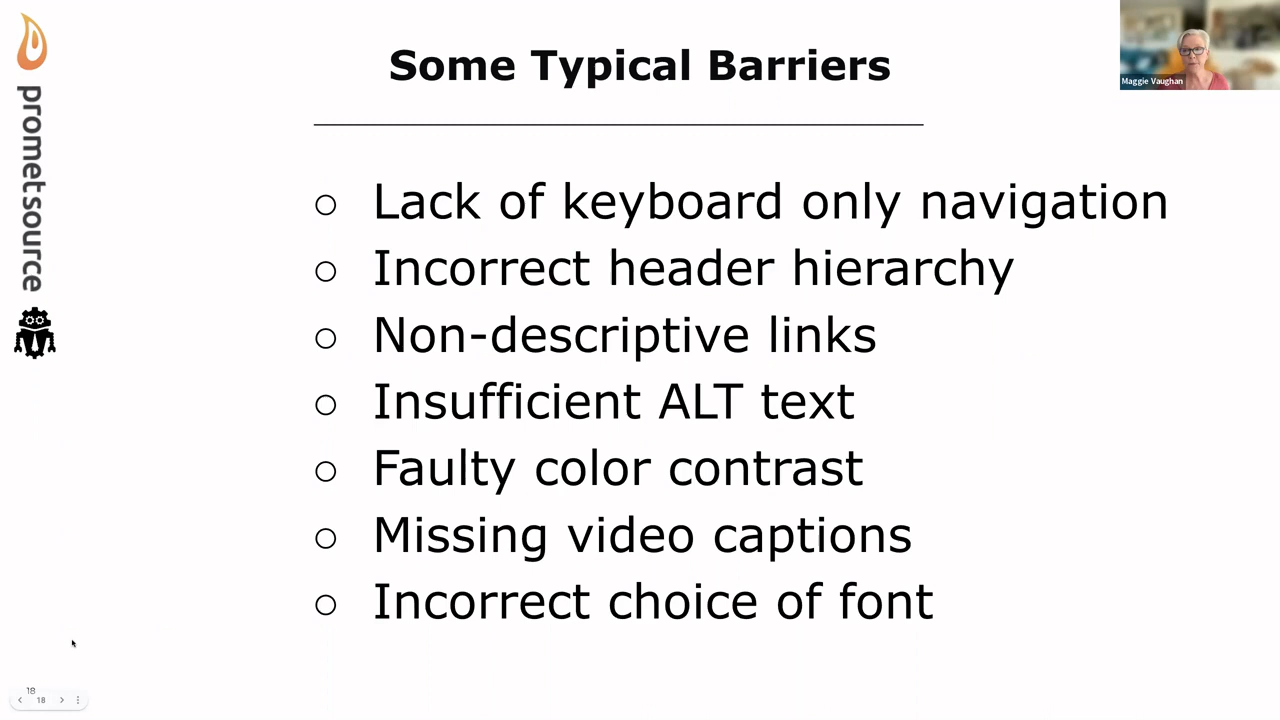 prometsource
Some Typical Barriers
Maggie Vaughan
○ Lack of keyboard only navigation
○ Incorrect header hierarchy
○ Non-descriptive links
○ Insufficient ALT text
○ Faulty color contrast
○ Missing video captions
○ Incorrect choice of font
18
18